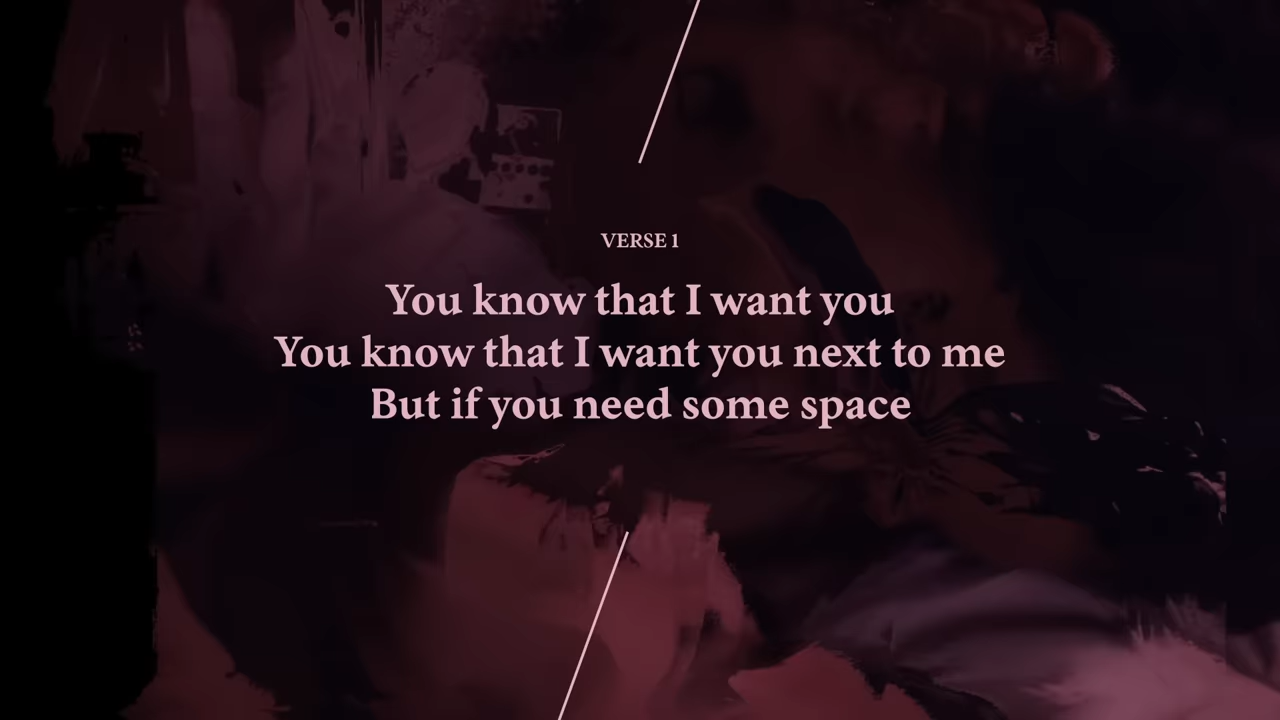 VERSE 1
You know that I want you
You know that I want you next to me
But if you need some space